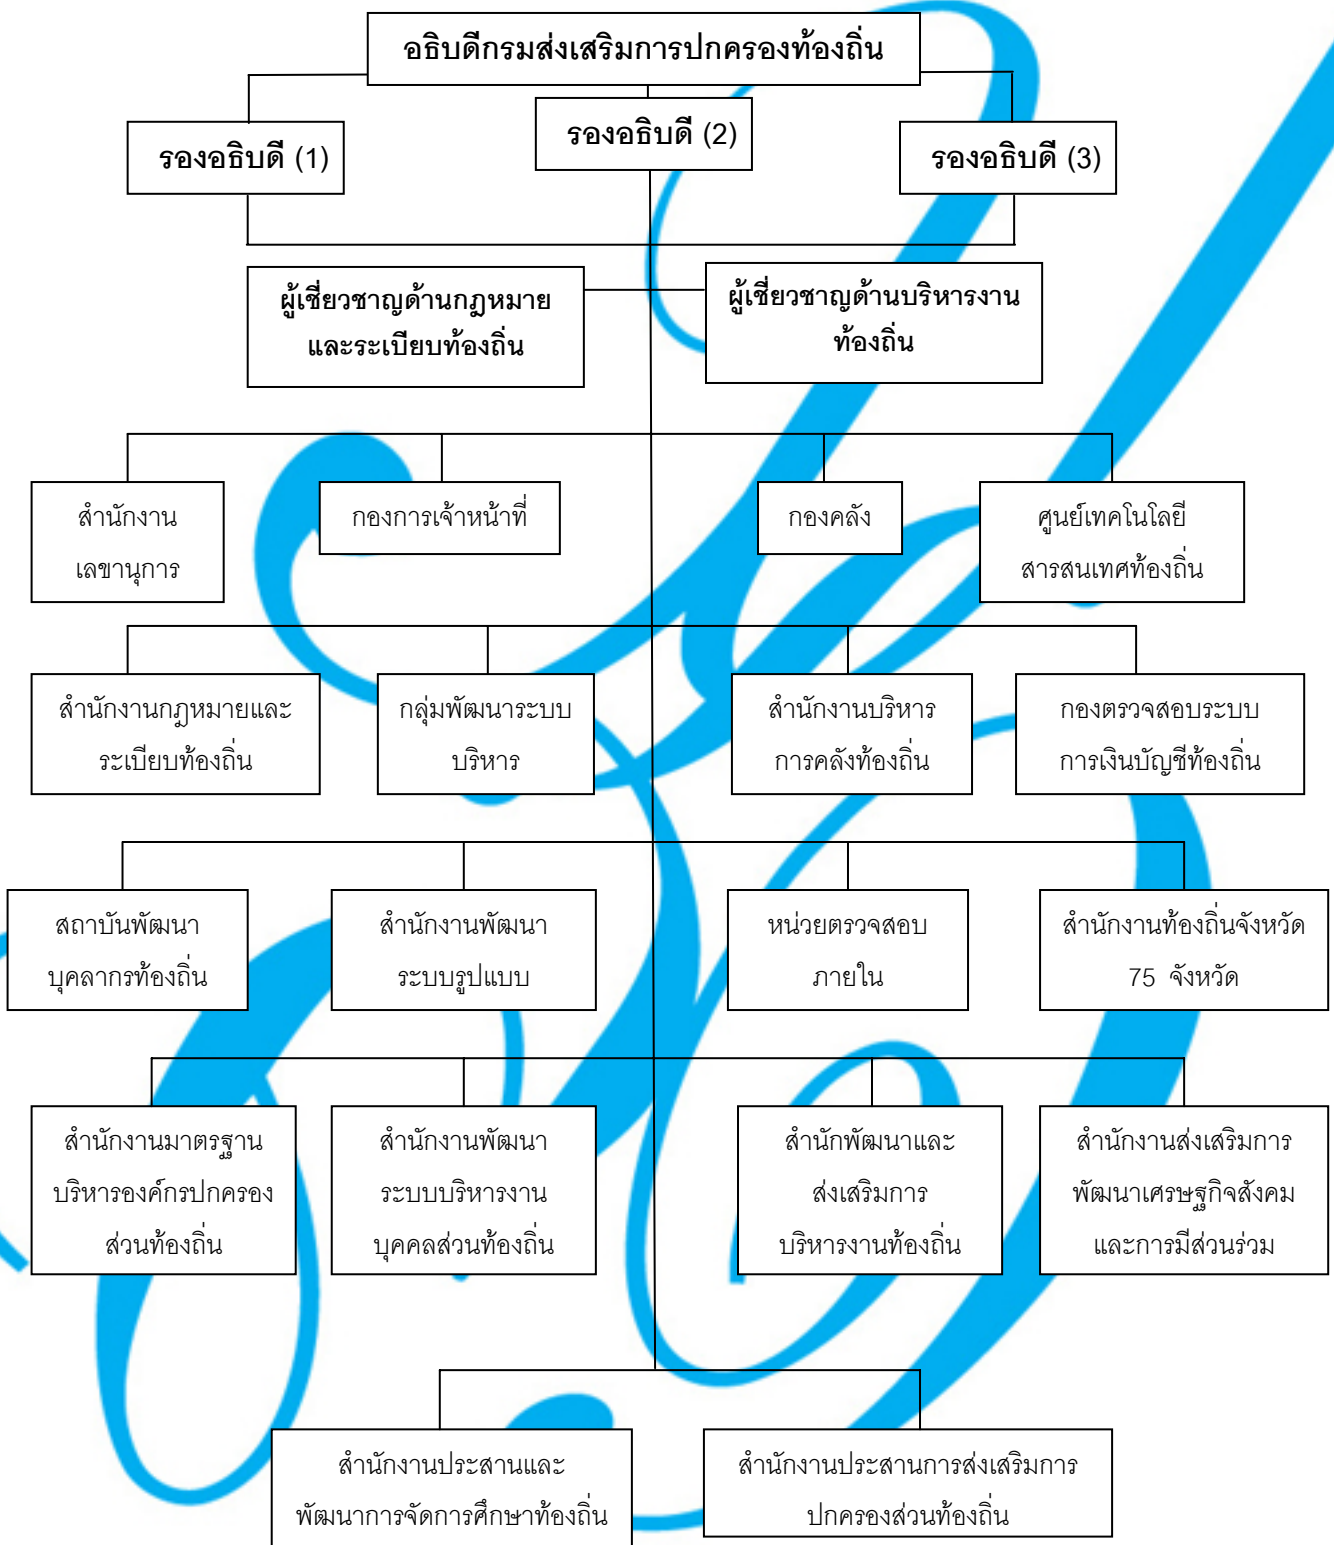 อธิบดีกรมส่งเสริมการปกครองท้องถิ่น
รองอธิบดี (1)
รองอธิบดี (2)
รองอธิบดี (3)
ผู้เชี่ยวชาญด้านกฎหมาย
และระเบียบท้องถิ่น
ผู้เชี่ยวชาญด้านบริหารงาน
ท้องถิ่น
สำนักงาน
เลขานุการ
กองการเจ้าหน้าที่
กองคลัง
ศูนย์เทคโนโลยี
สารสนเทศท้องถิ่น
สำนักงานกฎหมายและ
ระเบียบท้องถิ่น
กลุ่มพัฒนาระบบ
บริหาร
สำนักงานบริหาร
การคลังท้องถิ่น
กองตรวจสอบระบบ
การเงินบัญชีท้องถิ่น
สถาบันพัฒนา
บุคลากรท้องถิ่น
สำนักงานพัฒนา
ระบบรูปแบบ
หน่วยตรวจสอบ
ภายใน
สำนักงานท้องถิ่นจังหวัด
75 จังหวัด
สำนักงานมาตรฐาน
บริหารองค์กรปกครอง
ส่วนท้องถิ่น
สำนักงานพัฒนา
ระบบบริหารงาน
บุคคลส่วนท้องถิ่น
สำนักพัฒนาและ
ส่งเสริมการ
บริหารงานท้องถิ่น
สำนักงานส่งเสริมการ
พัฒนาเศรษฐกิจสังคม
และการมีส่วนร่วม
สำนักงานประสานและ
พัฒนาการจัดการศึกษาท้องถิ่น
สำนักงานประสานการส่งเสริมการ
ปกครองส่วนท้องถิ่น